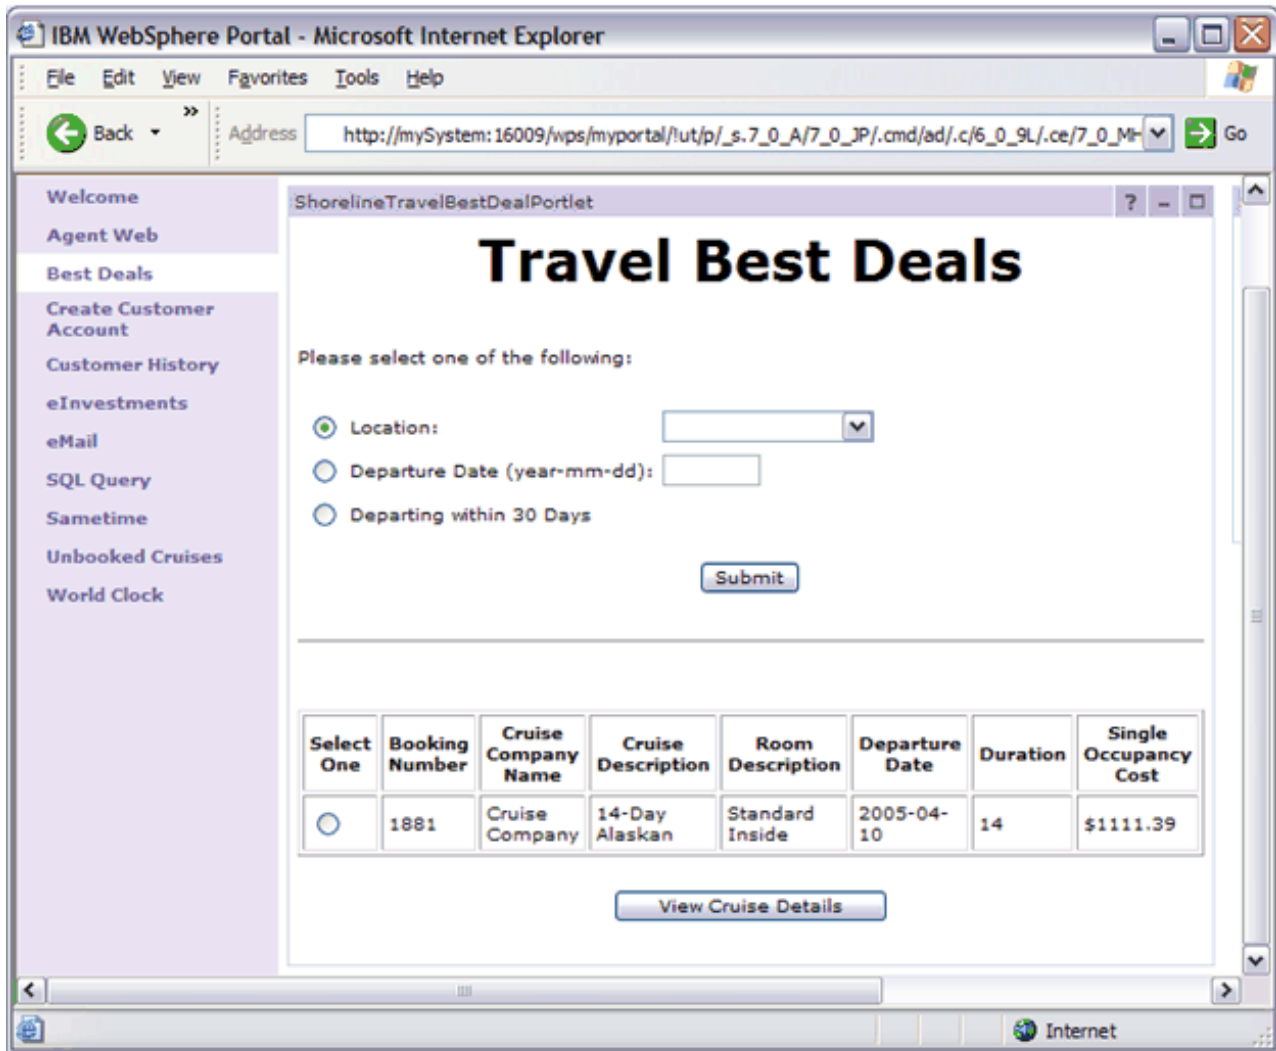 IBM WebSphere Portal - Microsoft Internet Explorer
File Edit View Favorites Tools Help
Back » Address http://mySystem:16009/wps/myportal/!ut/p/_s.7_0_A/7_0_JP/.cmd/ad/.c/6_0_9L/.ce/7_0_MH Go
Welcome
Agent Web
Best Deals
Create Customer
Account
Customer History
eInvestments
eMail
SQL Query
Sametime
Unbooked Cruises
World Clock
ShorelineTravelBestDealPortlet ?
Travel Best Deals
Please select one of the following:
Location:
Departure Date (year-mm-dd):
Departing within 30 Days
Submit
Select One Booking Number Cruise Company Name Cruise Description Room Description Departure Date Duration Single Occupancy Cost
1881 Cruise Company 14-Day Alaskan Standard Inside 2005-04-10 14 $1111.39
View Cruise Details
Internet